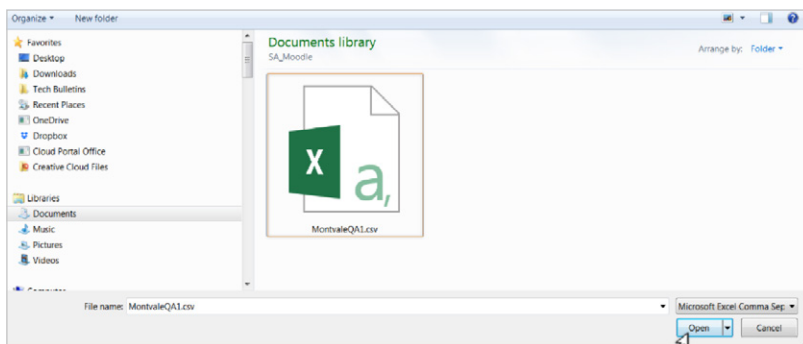 Organize
New folder
Favorites
Desktop
Downloads
Tech Bulletins
Recent Places
OneDrive
Dropbox
Cloud Portal Office
Creative Cloud Files
Libraries
Documents
Music
Pictures
Videos
Documents library
SA_Moodle
Arrange by: Folder
X
a,
MontvaleQA1.csv
File name: MontvaleQA1.csv
Microsoft Excel Comma Sep
Open
Cancel